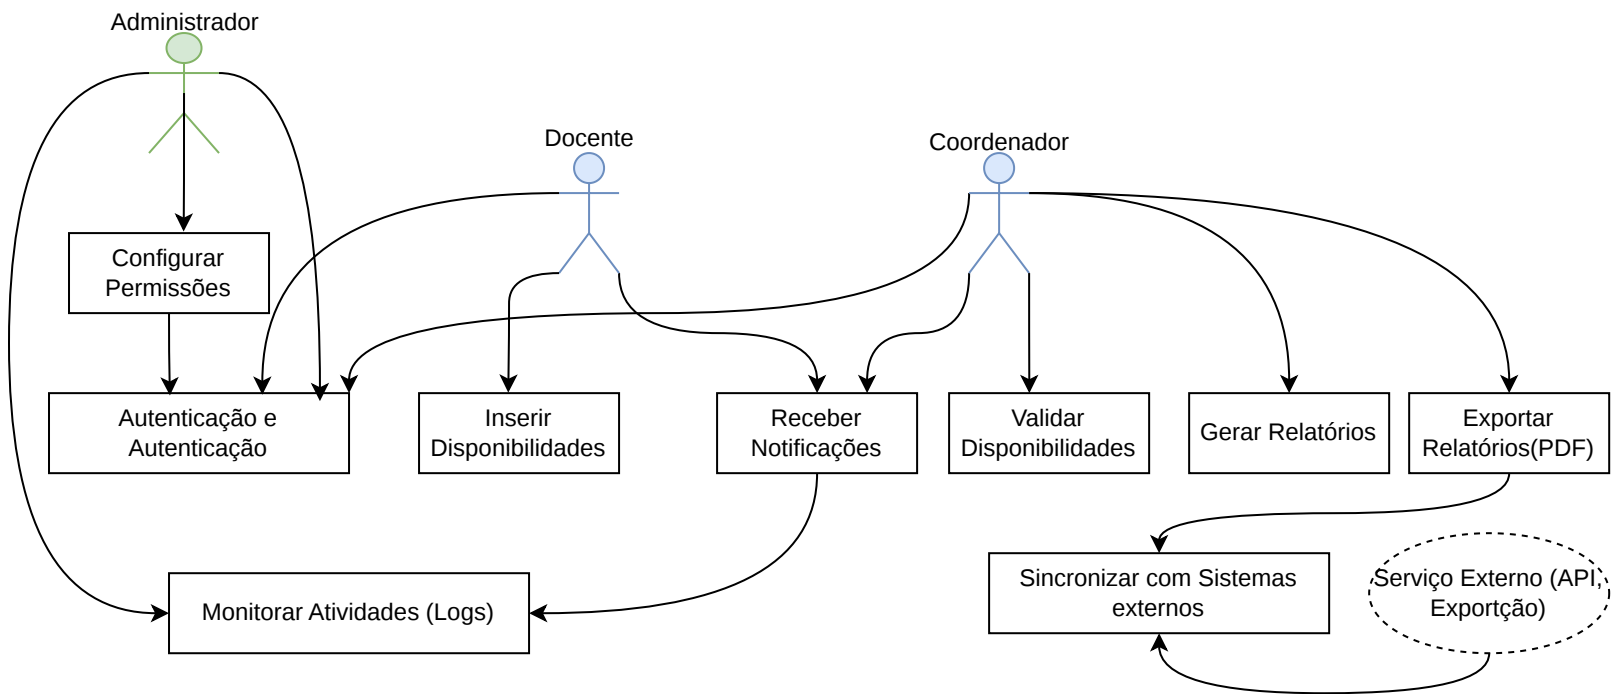 Administrador
Docente
Coordenador
Configurar
Permissões
Autenticação e
Autenticação
Inserir
Disponibilidades
Receber
Notificações
Validar
Disponibilidades
Gerar Relatórios
Exportar
Relatórios(PDF)
Monitorar Atividades (Logs)
Sincronizar com Sistemas
externos
Serviço Externo (API,
Exportção)